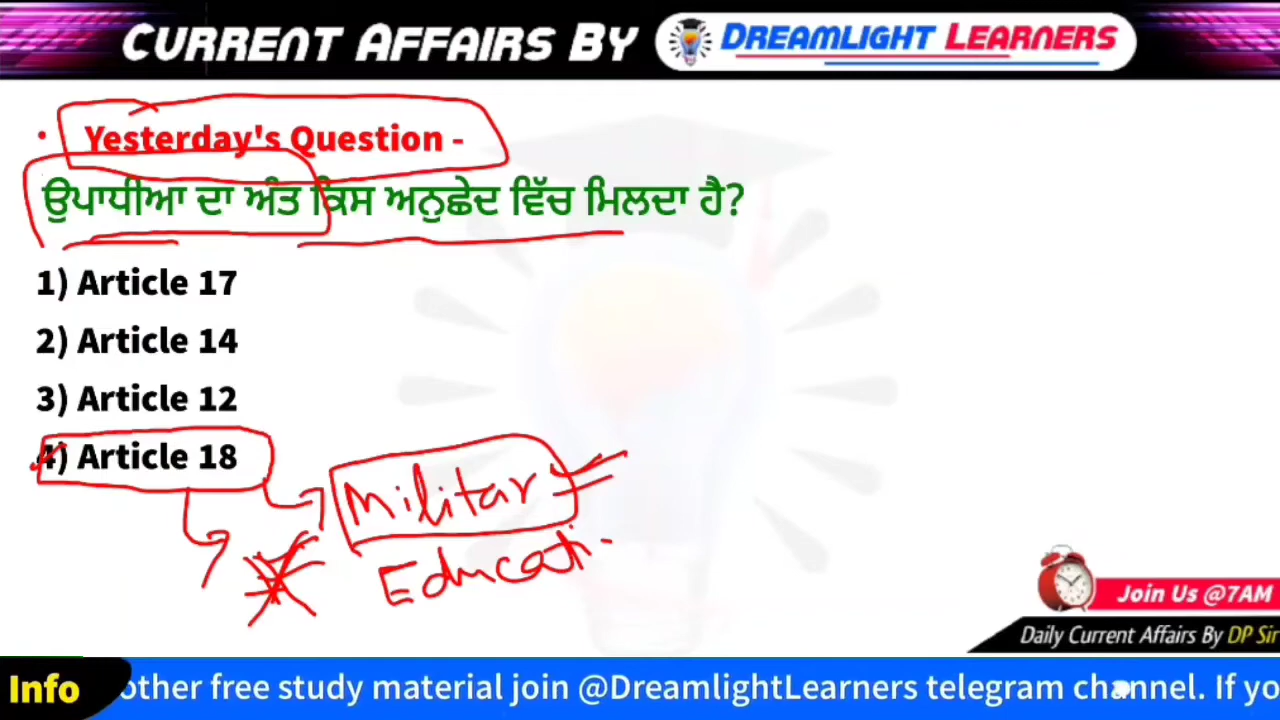 CURRENT AFFAIRS BY DREAMLIGHT LEARNERS
• Yesterday's Question -
ਉਪਾਧੀਆ ਦਾ ਅੰਤ ਕਿਸ ਅਨੁਛੇਦ ਵਿੱਚ ਮਿਲਦਾ ਹੈ?
1) Article 17
2) Article 14
3) Article 12
4) Article 18
Militar
Educati
Join Us @7AM
Daily Current Affairs By DP Sir
Info other free study material join @DreamlightLearners telegram channel. If yo